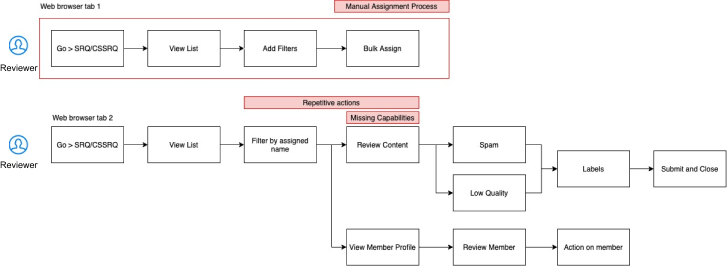 Web browser tab 1
Manual Assignment Process
Reviewer
Go > SRQ/CSSRQ
View List
Add Filters
Bulk Assign
Repetitive actions
Web browser tab 2
Missing Capabilities
Reviewer
Go > SRQ/CSSRQ
View List
Filter by assigned
name
Review Content
Spam
Low Quality
Labels
Submit and Close
View Member Profile
Review Member
Action on member